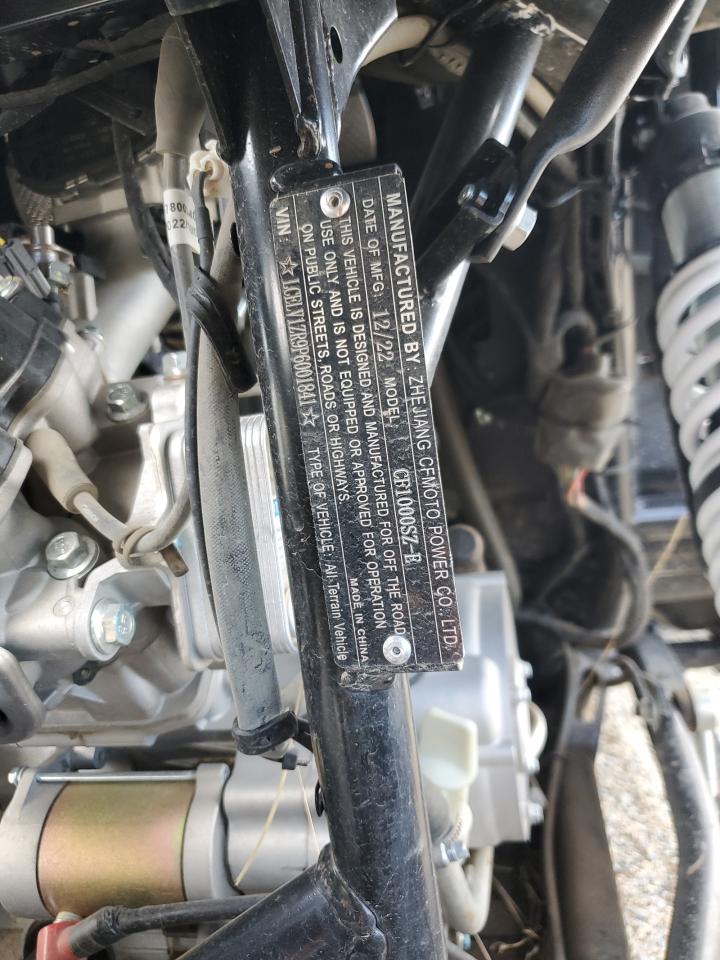 MANUFACTURED BY: ZHEJIANG CFMOTO POWER CO., LTD.
DATE OF MFG: 12/22 MODEL CF1000SZ-B
THIS VEHICLE IS DESIGNED AND MANUFACTURED FOR OFF THE ROAD
USE ONLY AND IS NOT EQUIPPED OR APPROVED FOR OPERATION
ON PUBLIC STREETS, ROADS OR HIGHWAYS. MADE IN CHINA
VIN: ☆ LCELV1ZK9P6001841 ☆ TYPE OF VEHICLE: All Terrain Vehicle